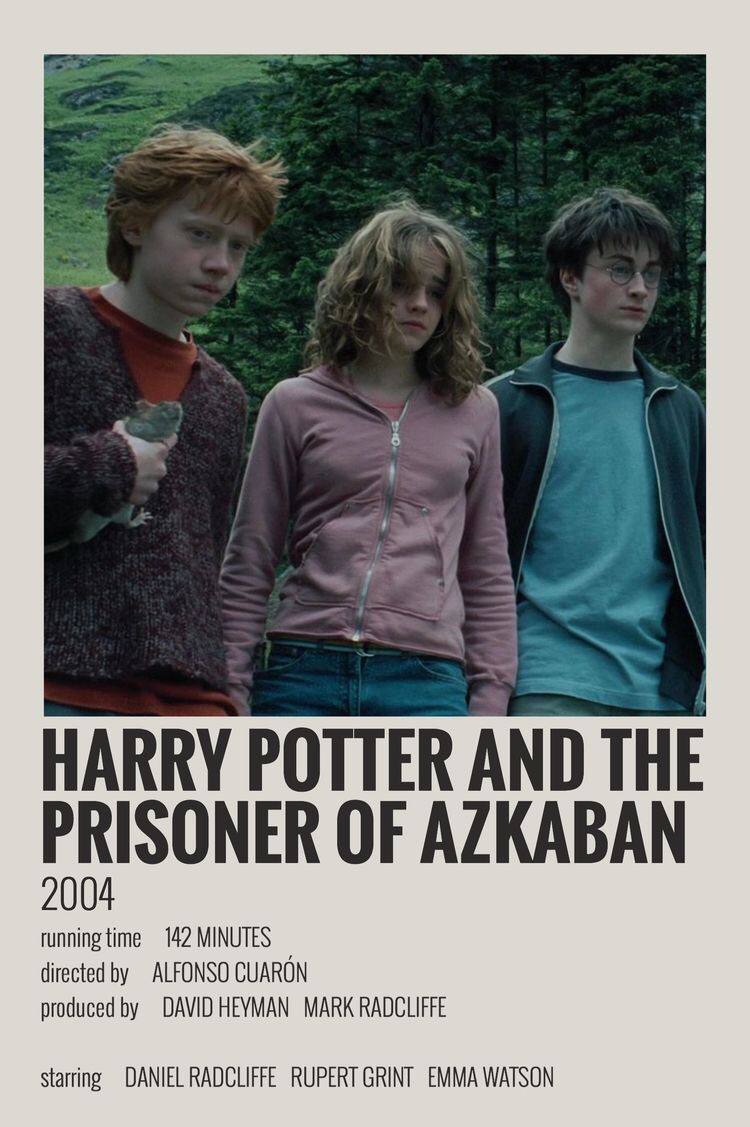 HARRY POTTER AND THE
PRISONER OF AZKABAN
2004
running time 142 MINUTES
directed by ALFONSO CUARÓN
produced by DAVID HEYMAN MARK RADCLIFFE
starring DANIEL RADCLIFFE RUPERT GRINT EMMA WATSON